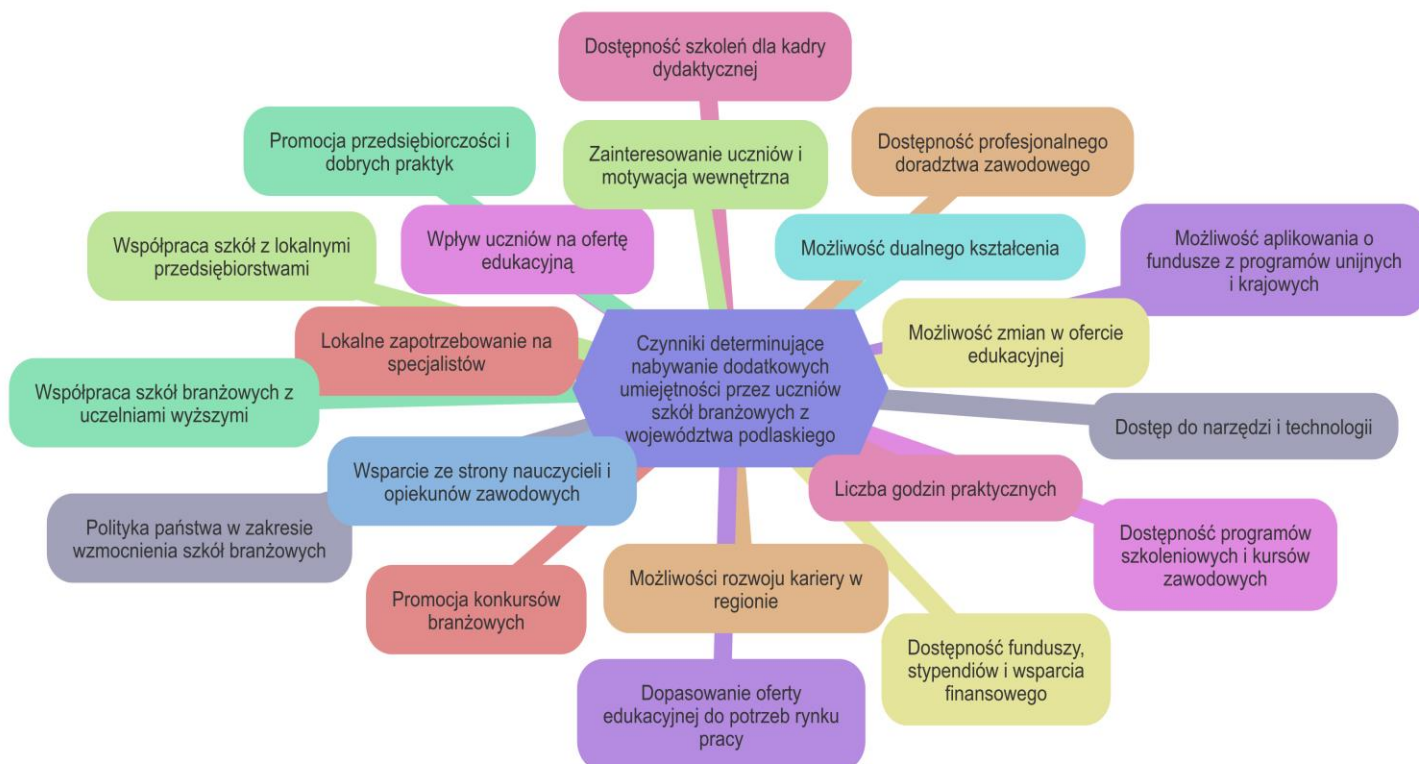 Dostępność szkoleń dla kadry
dydaktycznej
Promocja przedsiębiorczości i
dobrych praktyk
Zainteresowanie uczniów i
motywacja wewnętrzna
Dostępność profesjonalnego
doradztwa zawodowego
Współpraca szkół z lokalnymi
przedsiębiorstwami
Wpływ uczniów na ofertę
edukacyjną
Możliwość dualnego kształcenia
Możliwość aplikowania o
fundusze z programów unijnych
i krajowych
Lokalne zapotrzebowanie na
specjalistów
Czynniki determinujące
nabywanie dodatkowych
umiejętności przez uczniów
szkół branżowych z
województwa podlaskiego
Możliwość zmian w ofercie
edukacyjnej
Współpraca szkół branżowych z
uczelniami wyższymi
Dostęp do narzędzi i technologii
Wsparcie ze strony nauczycieli i
opiekunów zawodowych
Liczba godzin praktycznych
Polityka państwa w zakresie
wzmocnienia szkół branżowych
Dostępność programów
szkoleniowych i kursów
zawodowych
Promocja konkursów
branżowych
Możliwości rozwoju kariery w
regionie
Dostępność funduszy,
stypendiów i wsparcia
finansowego
Dopasowanie oferty
edukacyjnej do potrzeb rynku
pracy